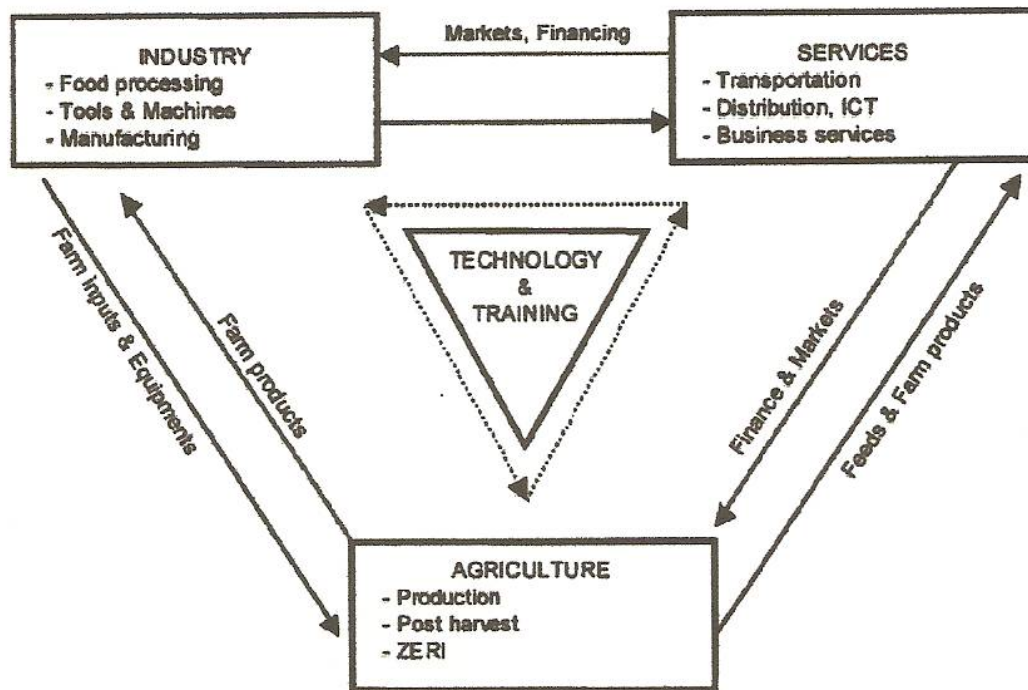 Markets, Financing
INDUSTRY
- Food processing
- Tools & Machines
- Manufacturing
SERVICES
- Transportation
- Distribution, ICT
- Business services
TECHNOLOGY
&
TRAINING
Farm Inputs & Equipments
Farm products
Finance & Markets
Feeds & Farm products
AGRICULTURE
- Production
- Post harvest
- ZERI